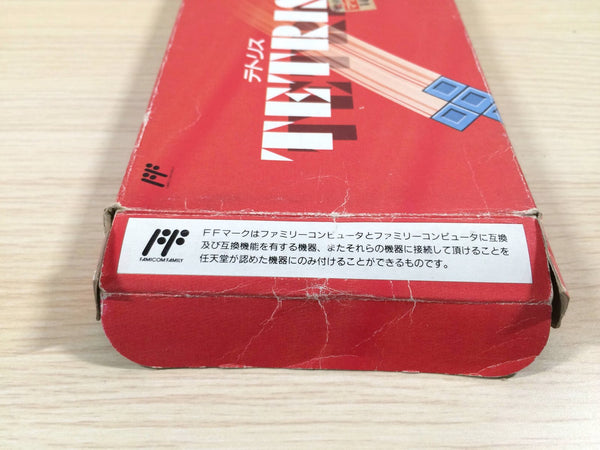 テトリス
TETRIS
FF
FFマークはファミリーコンピュータとファミリーコンピュータに互換
及び互換機能を有する機器、またそれらの機器に接続して頂けることを
任天堂が認めた機器にのみ付けることができるものです。
FF
FAMICOM FAMILY